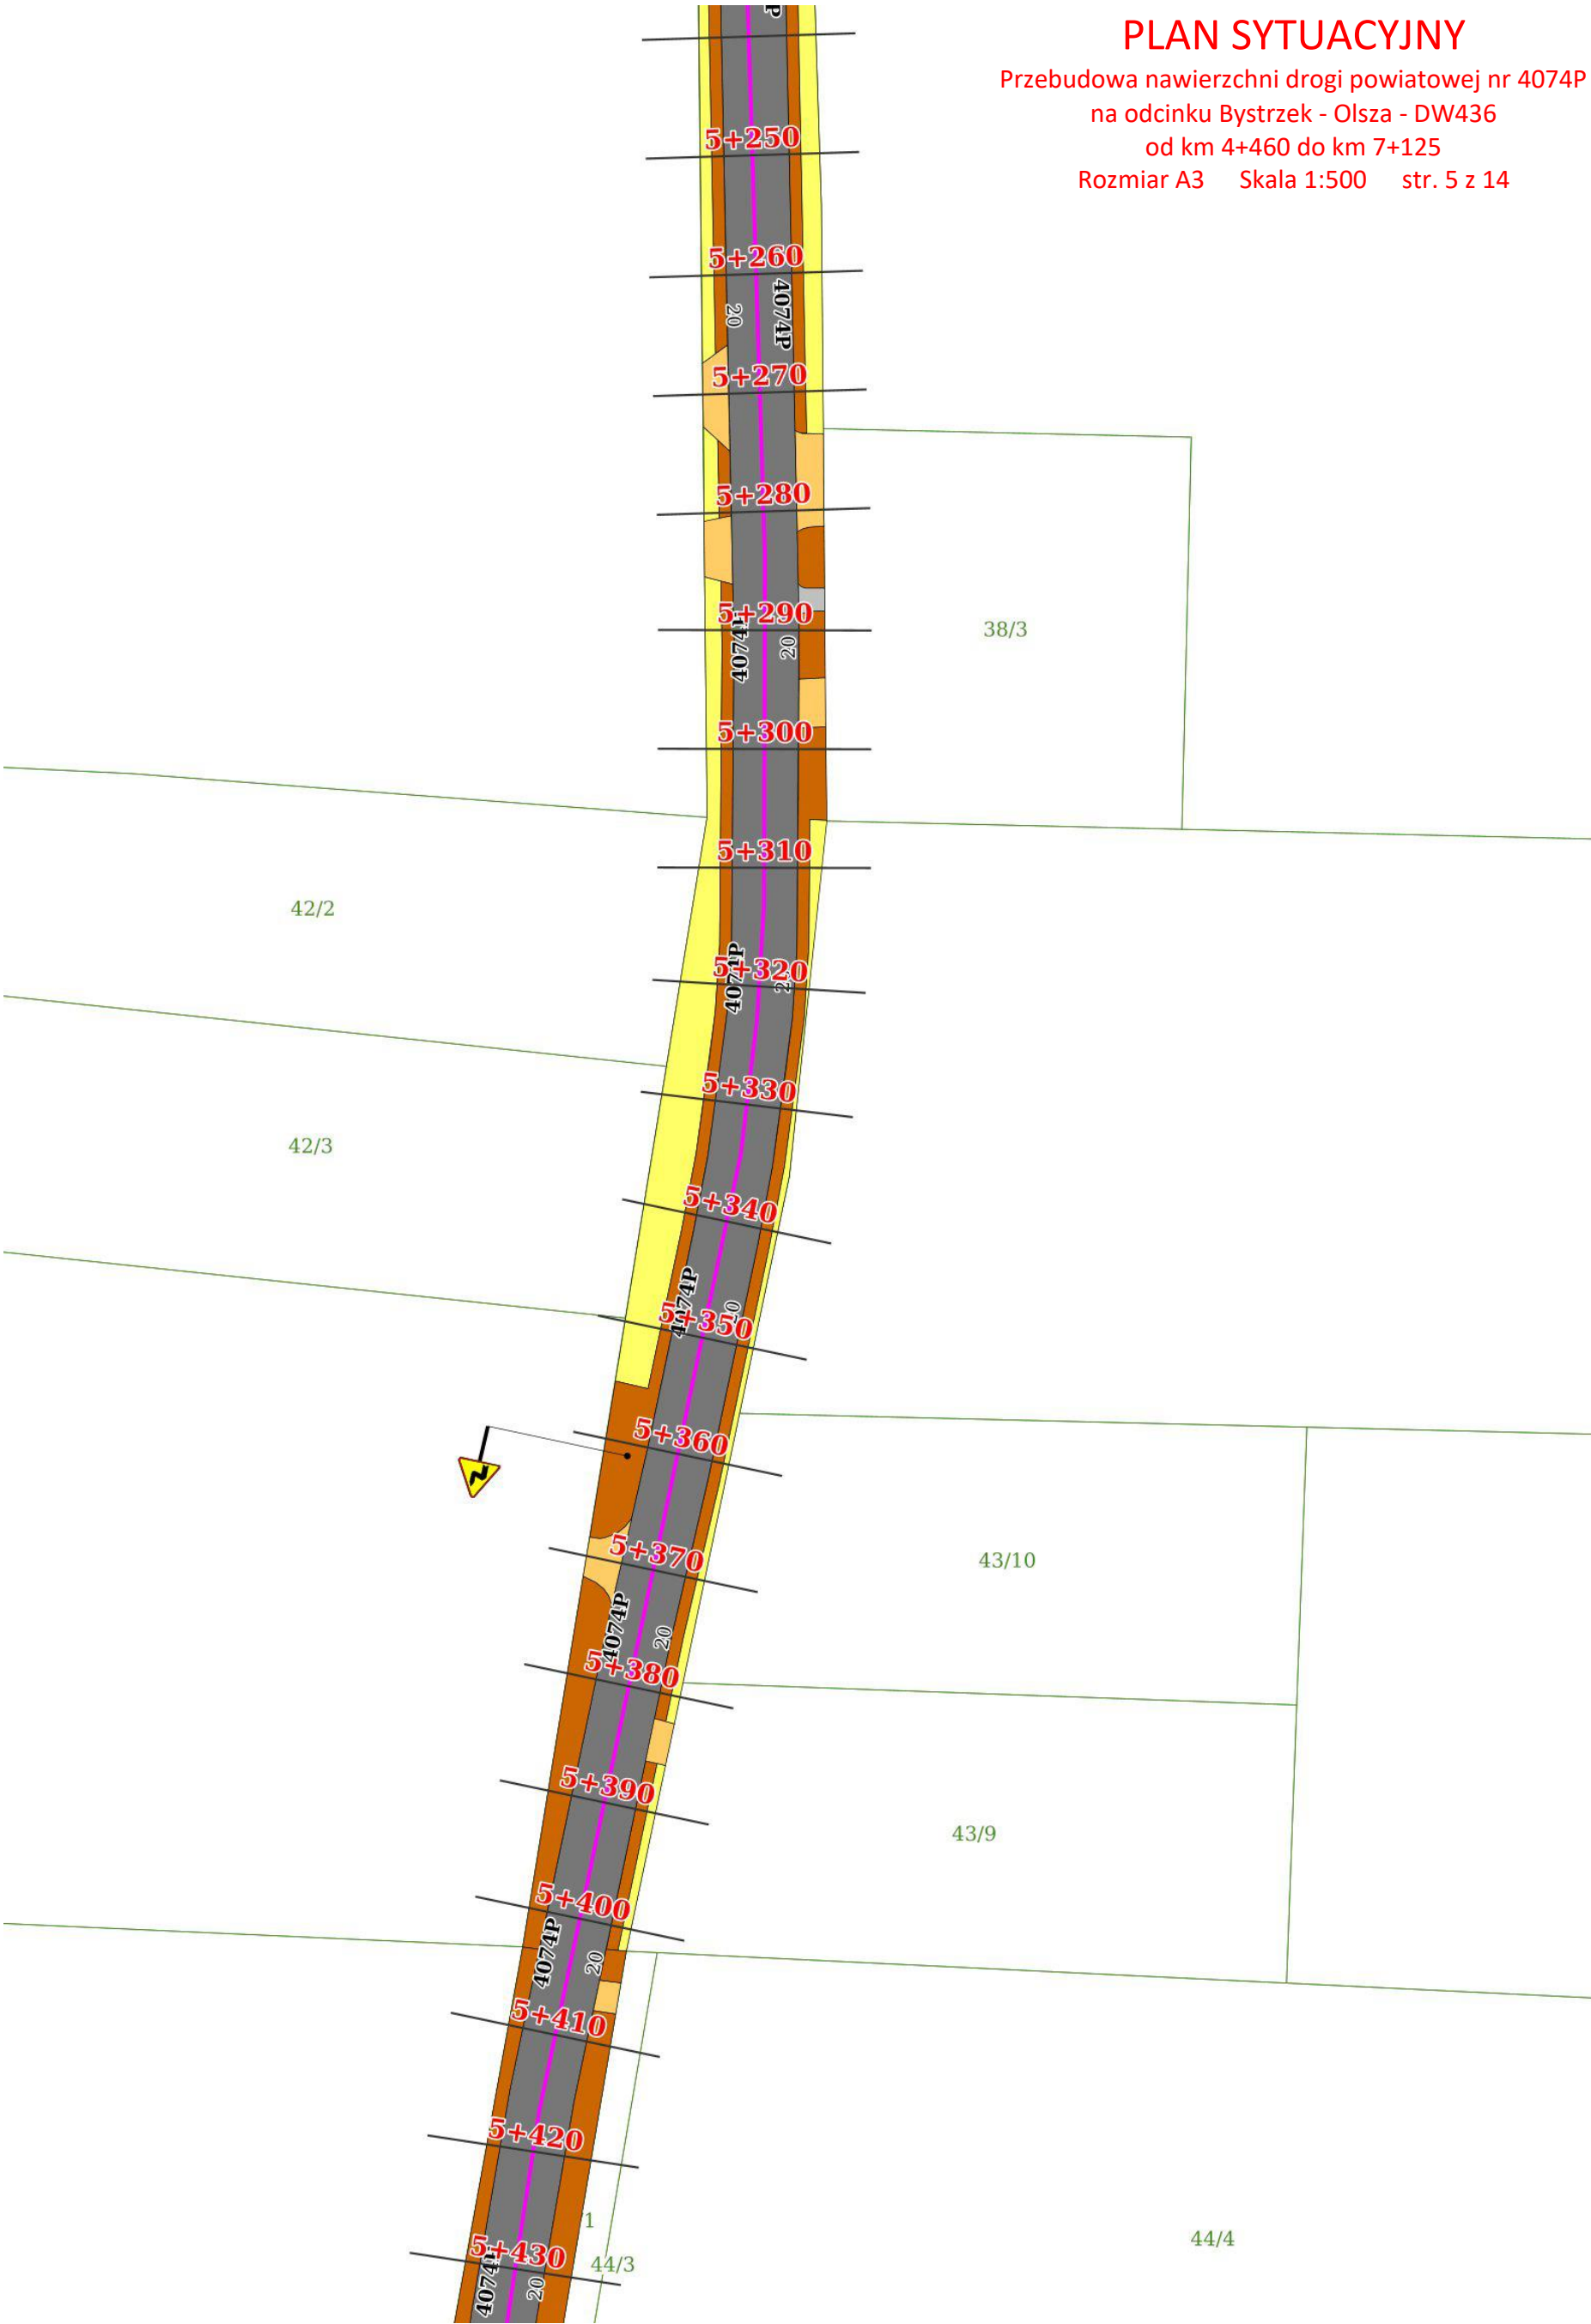 PLAN SYTUACYJNY
Przebudowa nawierzchni drogi powiatowej nr 4074P
na odcinku Bystrzek - Olsza - DW436
od km 4+460 do km 7+125
Rozmiar A3 Skala 1:500 str. 5 z 14
P
5+250
5+260
20
4074P
5+270
5+280
5+290
4074P
20
38/3
5+300
5+310
42/2
4074P
5+320
5+330
42/3
5+340
4074P
20
5+350
5+360
5+370
43/10
4074P
20
5+380
5+390
43/9
5+400
4074P
20
5+410
5+420
/1
44/4
5+430
44/3
4074P
20